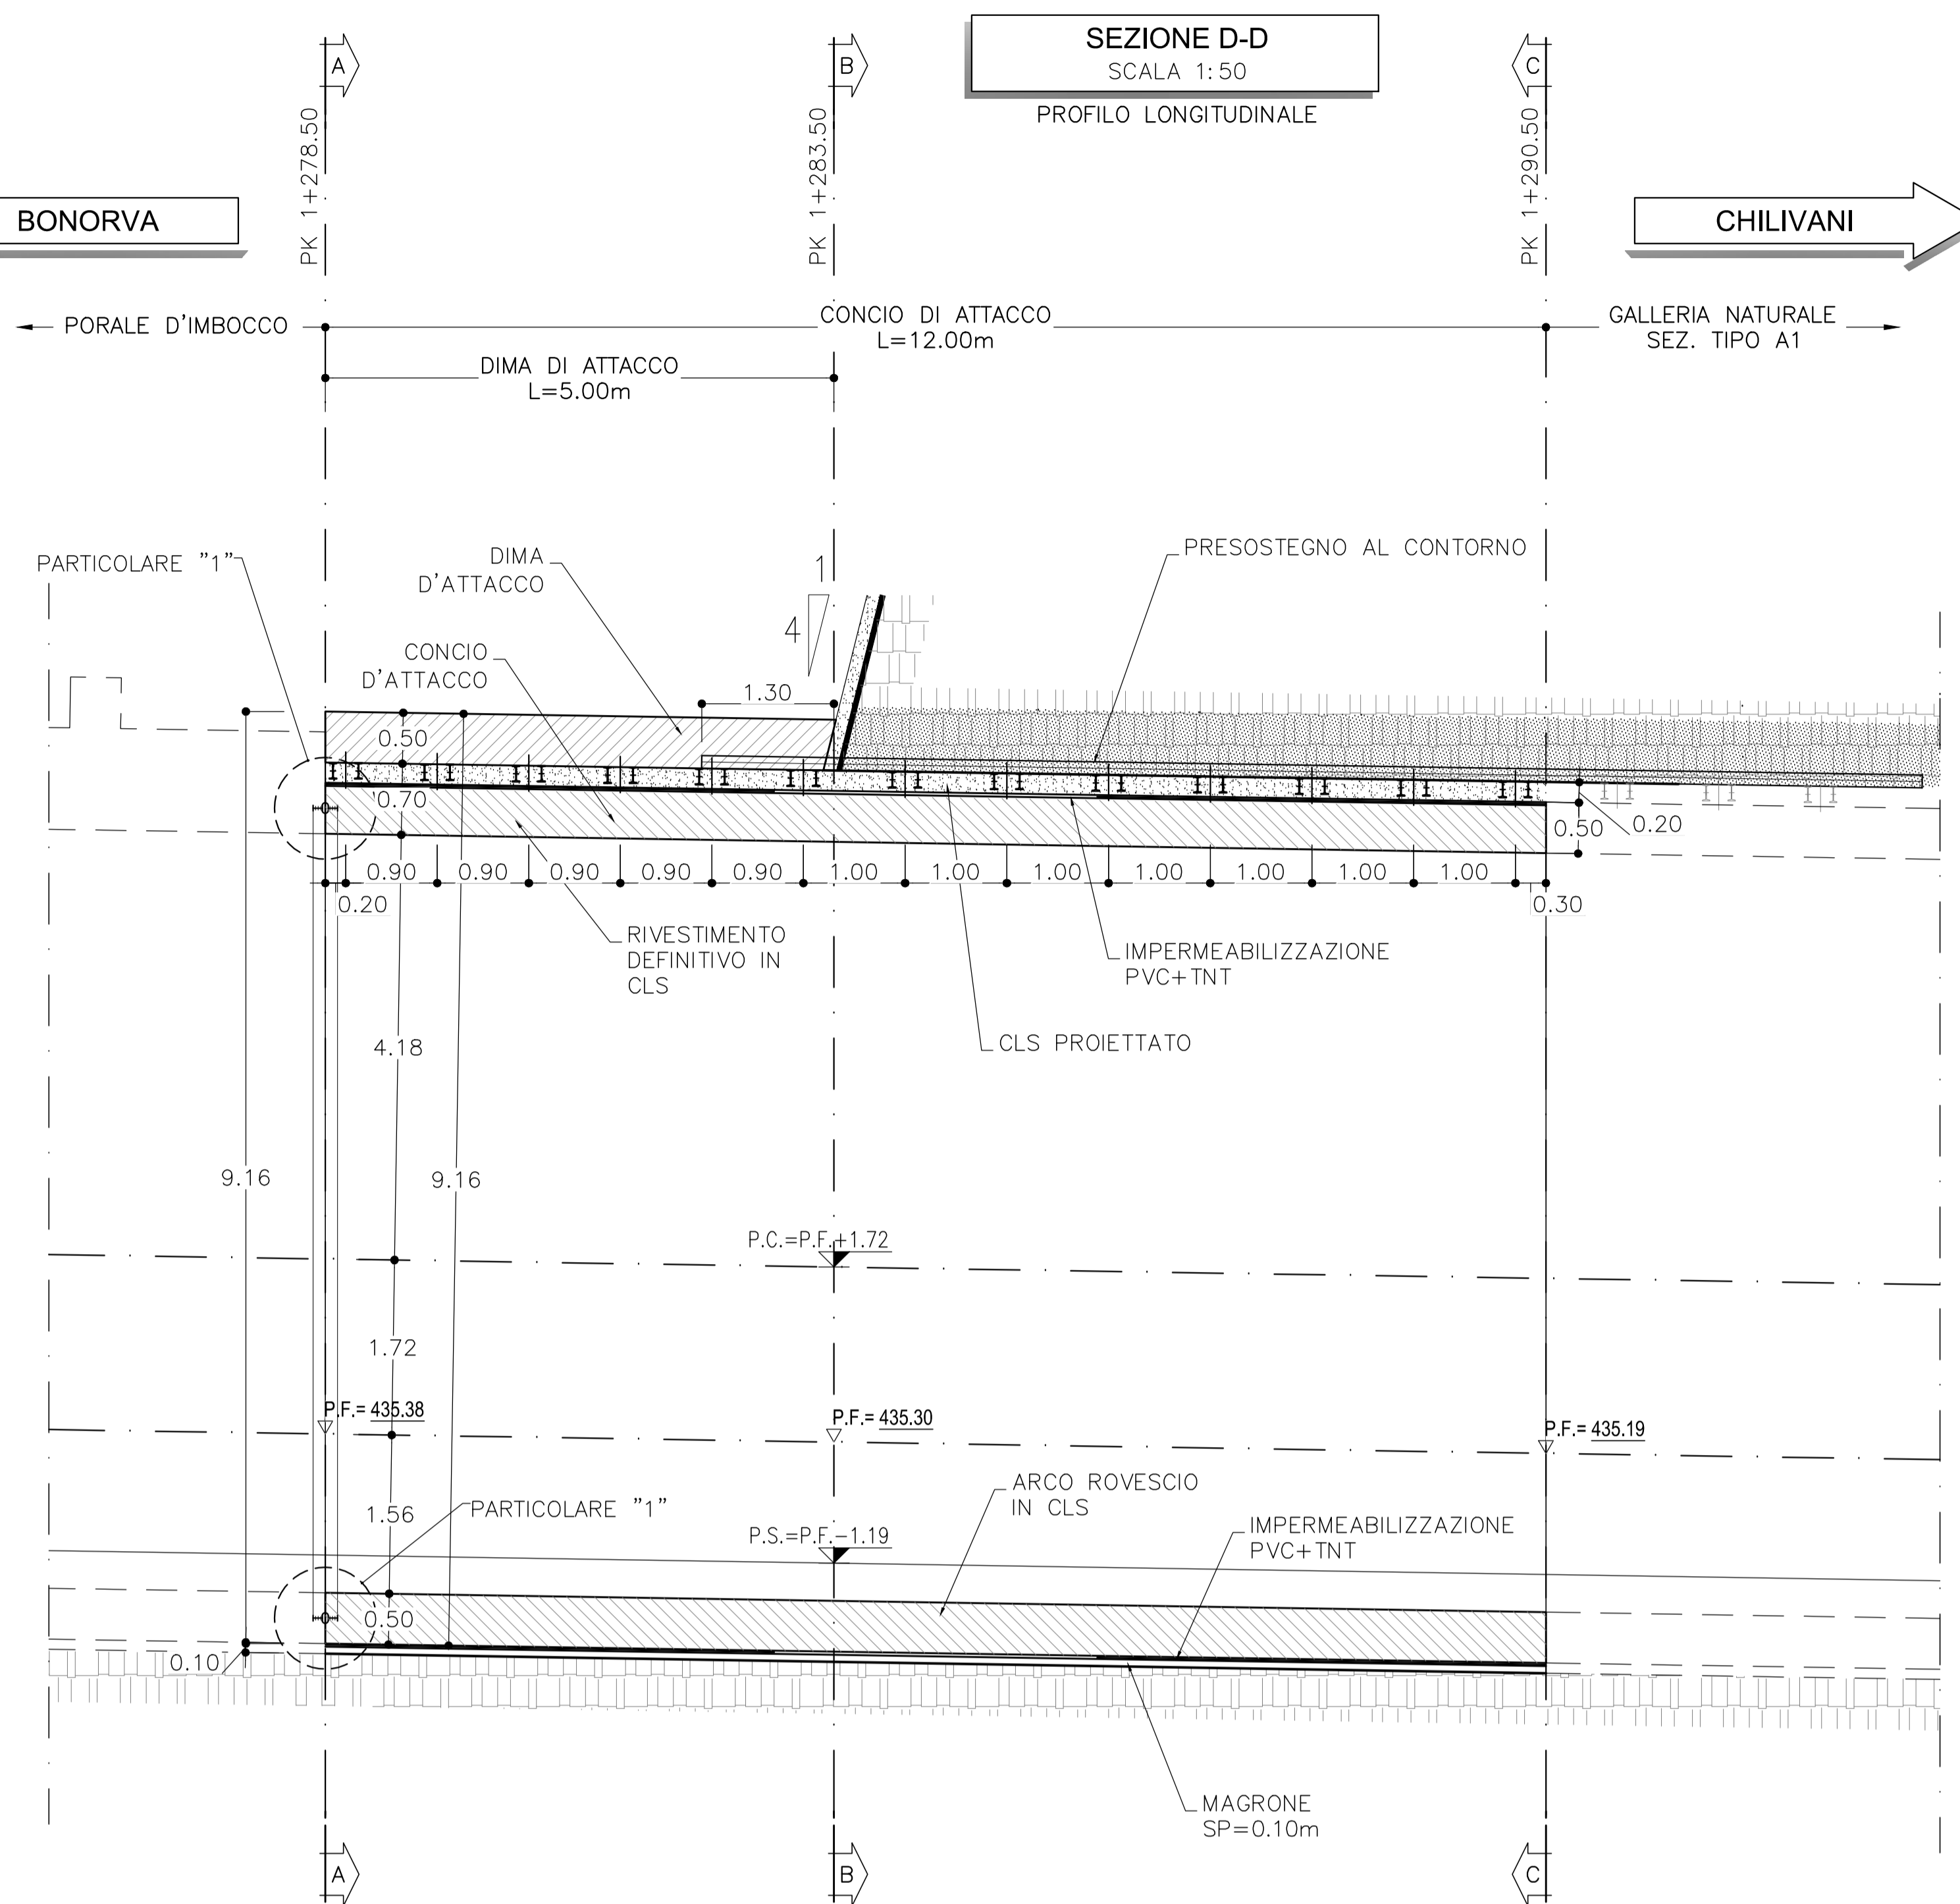 A
B
SEZIONE D-D
SCALA 1:50
C
PROFILO LONGITUDINALE
PK 1+278.50
PK 1+283.50
PK 1+290.50
BONORVA
CHILIVANI
PORALE D'IMBOCCO
CONCIO DI ATTACCO
L=12.00m
GALLERIA NATURALE
SEZ. TIPO A1
DIMA DI ATTACCO
L=5.00m
PARTICOLARE "1"
DIMA
D'ATTACCO
1
4
PRESOSTEGNO AL CONTORNO
CONCIO
D'ATTACCO
1.30
0.50
0.70
0.50
0.20
0.90
0.90
0.90
0.90
0.90
1.00
1.00
1.00
1.00
1.00
1.00
1.00
0.20
0.30
RIVESTIMENTO
DEFINITIVO IN
CLS
IMPERMEABILIZZAZIONE
PVC+TNT
CLS PROIETTATO
4.18
9.16
9.16
P.C.=P.F.+1.72
1.72
P.F.= 435.38
P.F.= 435.30
P.F.= 435.19
ARCO ROVESCIO
IN CLS
PARTICOLARE "1"
1.56
P.S.=P.F.-1.19
IMPERMEABILIZZAZIONE
PVC+TNT
0.50
0.10
MAGRONE
SP=0.10m
A
B
C